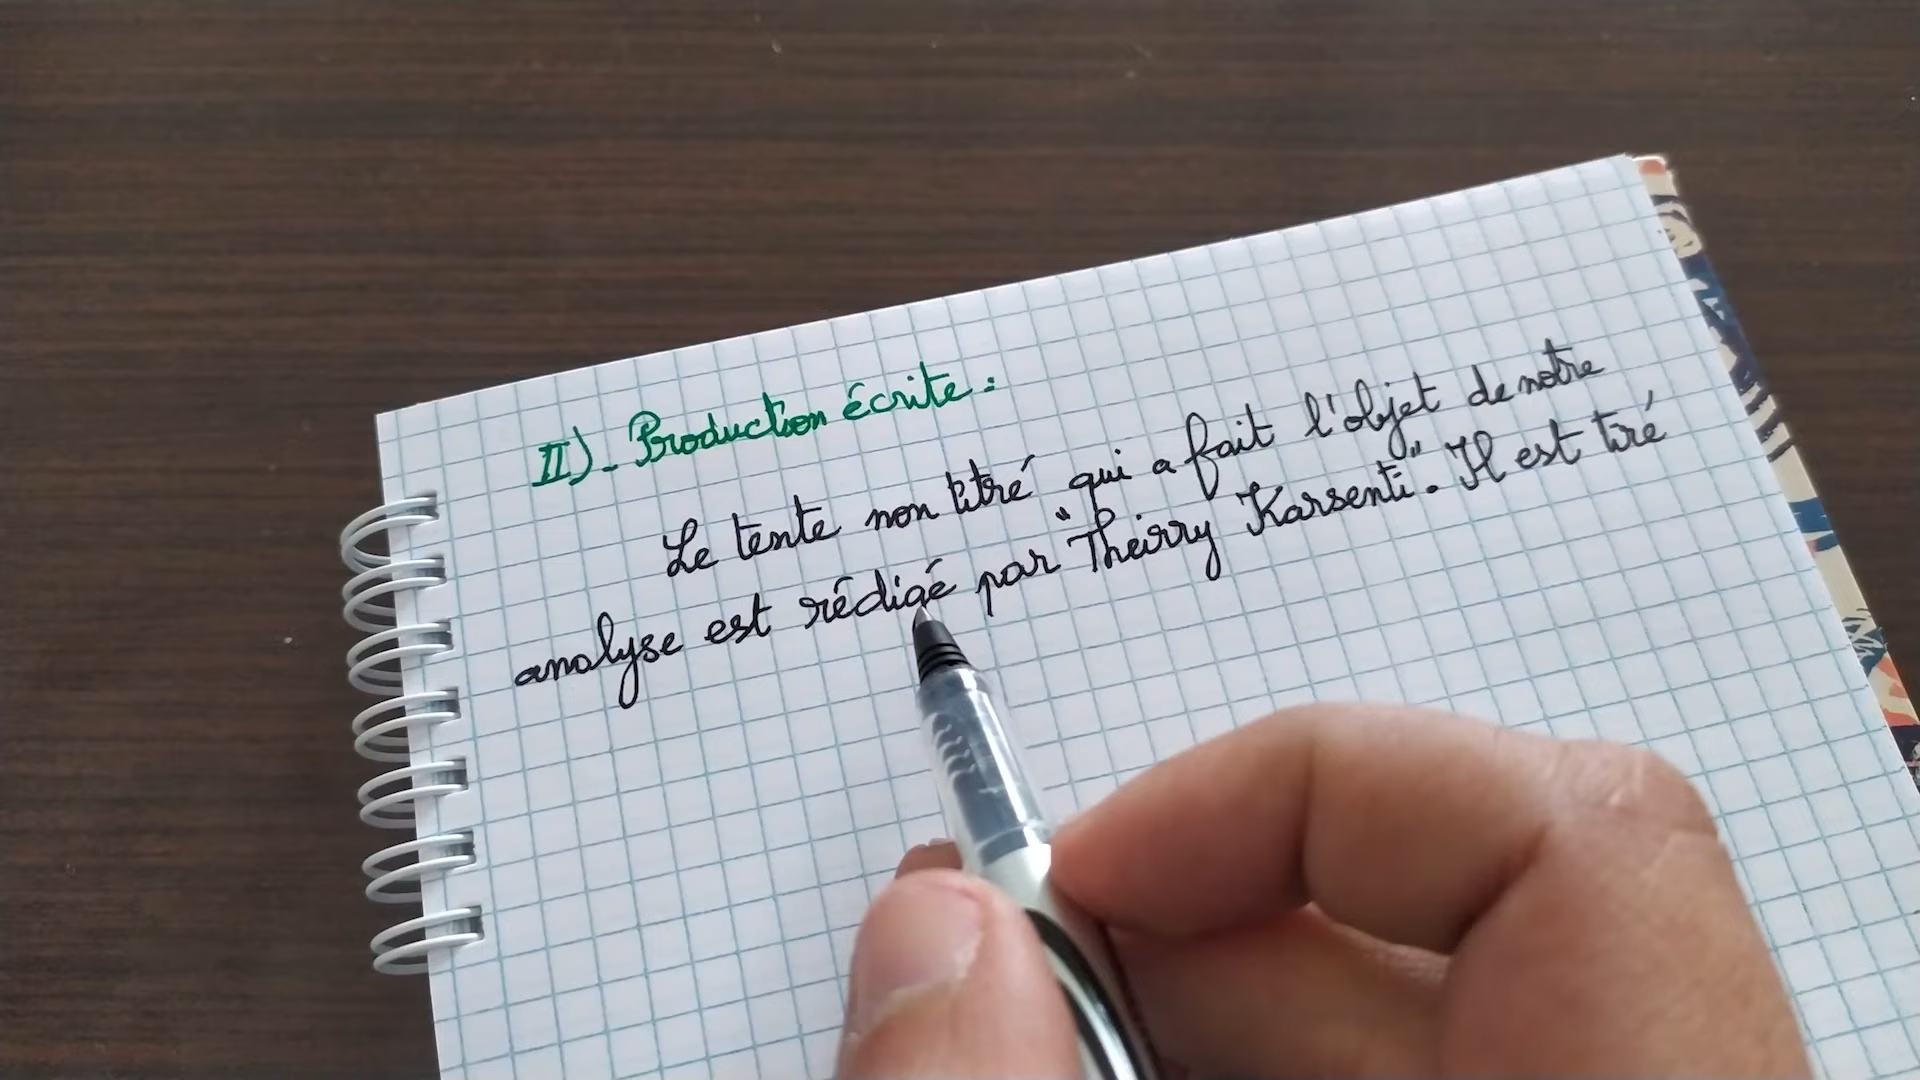 II)- Production écrite :
Le texte non titré qui a fait l'objet de notre
analyse est rédigé par "Theirry Karsenti". Il est tiré